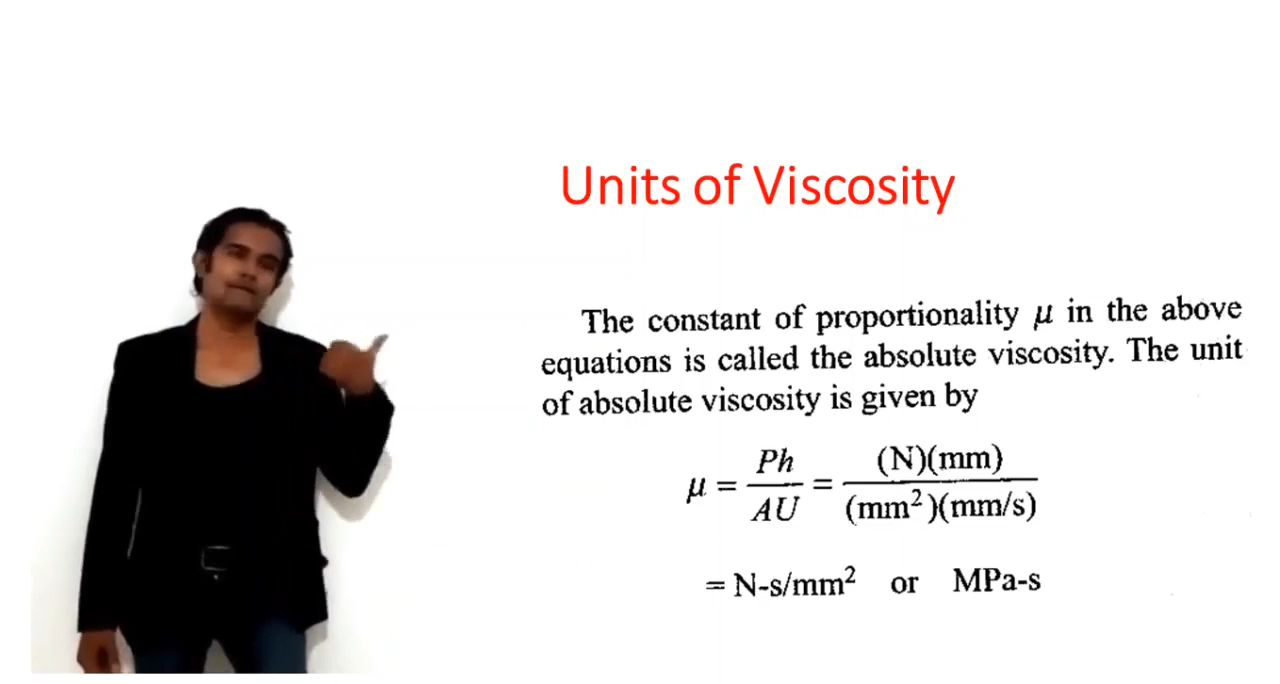 Units of Viscosity
The constant of proportionality μ in the above
equations is called the absolute viscosity. The unit
of absolute viscosity is given by
μ = Ph/AU = (N)(mm)/(mm²)(mm/s)
= N-s/mm² or MPa-s